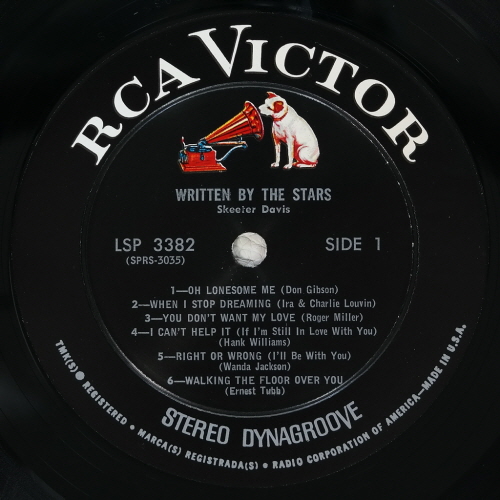 RCA VICTOR
WRITTEN BY THE STARS
Skeeter Davis
LSP 3382
(SPRS-3035)
SIDE 1
1—OH LONESOME ME (Don Gibson)
2—WHEN I STOP DREAMING (Ira & Charlie Louvin)
3—YOU DON'T WANT MY LOVE (Roger Miller)
4—I CAN'T HELP IT (If I'm Still In Love With You)
(Hank Williams)
5—RIGHT OR WRONG (I'll Be With You)
(Wanda Jackson)
6—WALKING THE FLOOR OVER YOU
(Ernest Tubb)
STEREO DYNAGROOVE
TMK(S) ® REGISTERED • MARCA(S) REGISTRADA(S) • RADIO CORPORATION OF AMERICA—MADE IN U.S.A.